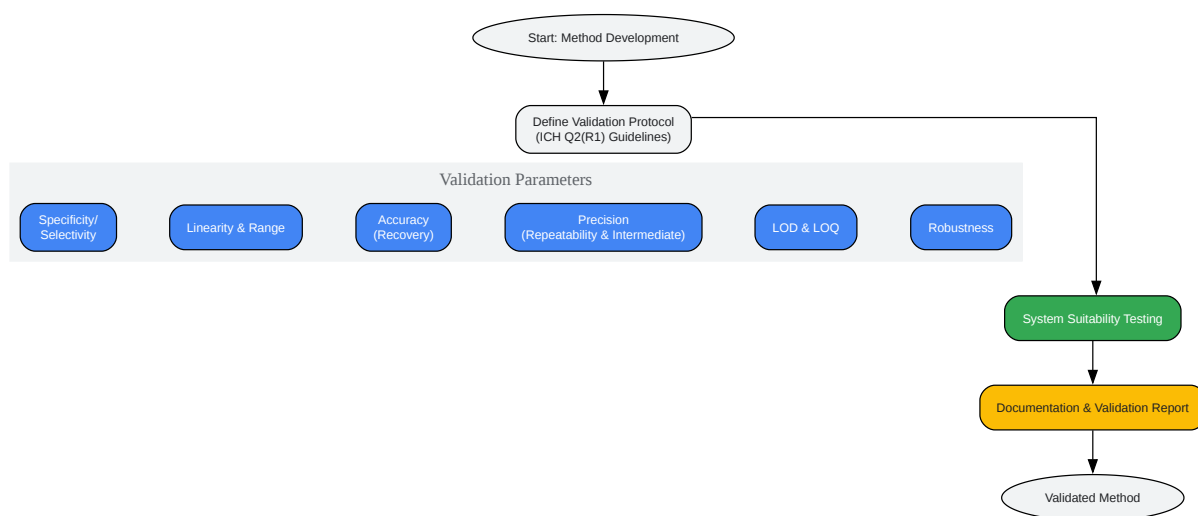 Start: Method Development
Define Validation Protocol
(ICH Q2(R1) Guidelines)
Validation Parameters
Specificity/
Selectivity
Linearity & Range
Accuracy
(Recovery)
Precision
(Repeatability & Intermediate)
LOD & LOQ
Robustness
System Suitability Testing
Documentation & Validation Report
Validated Method